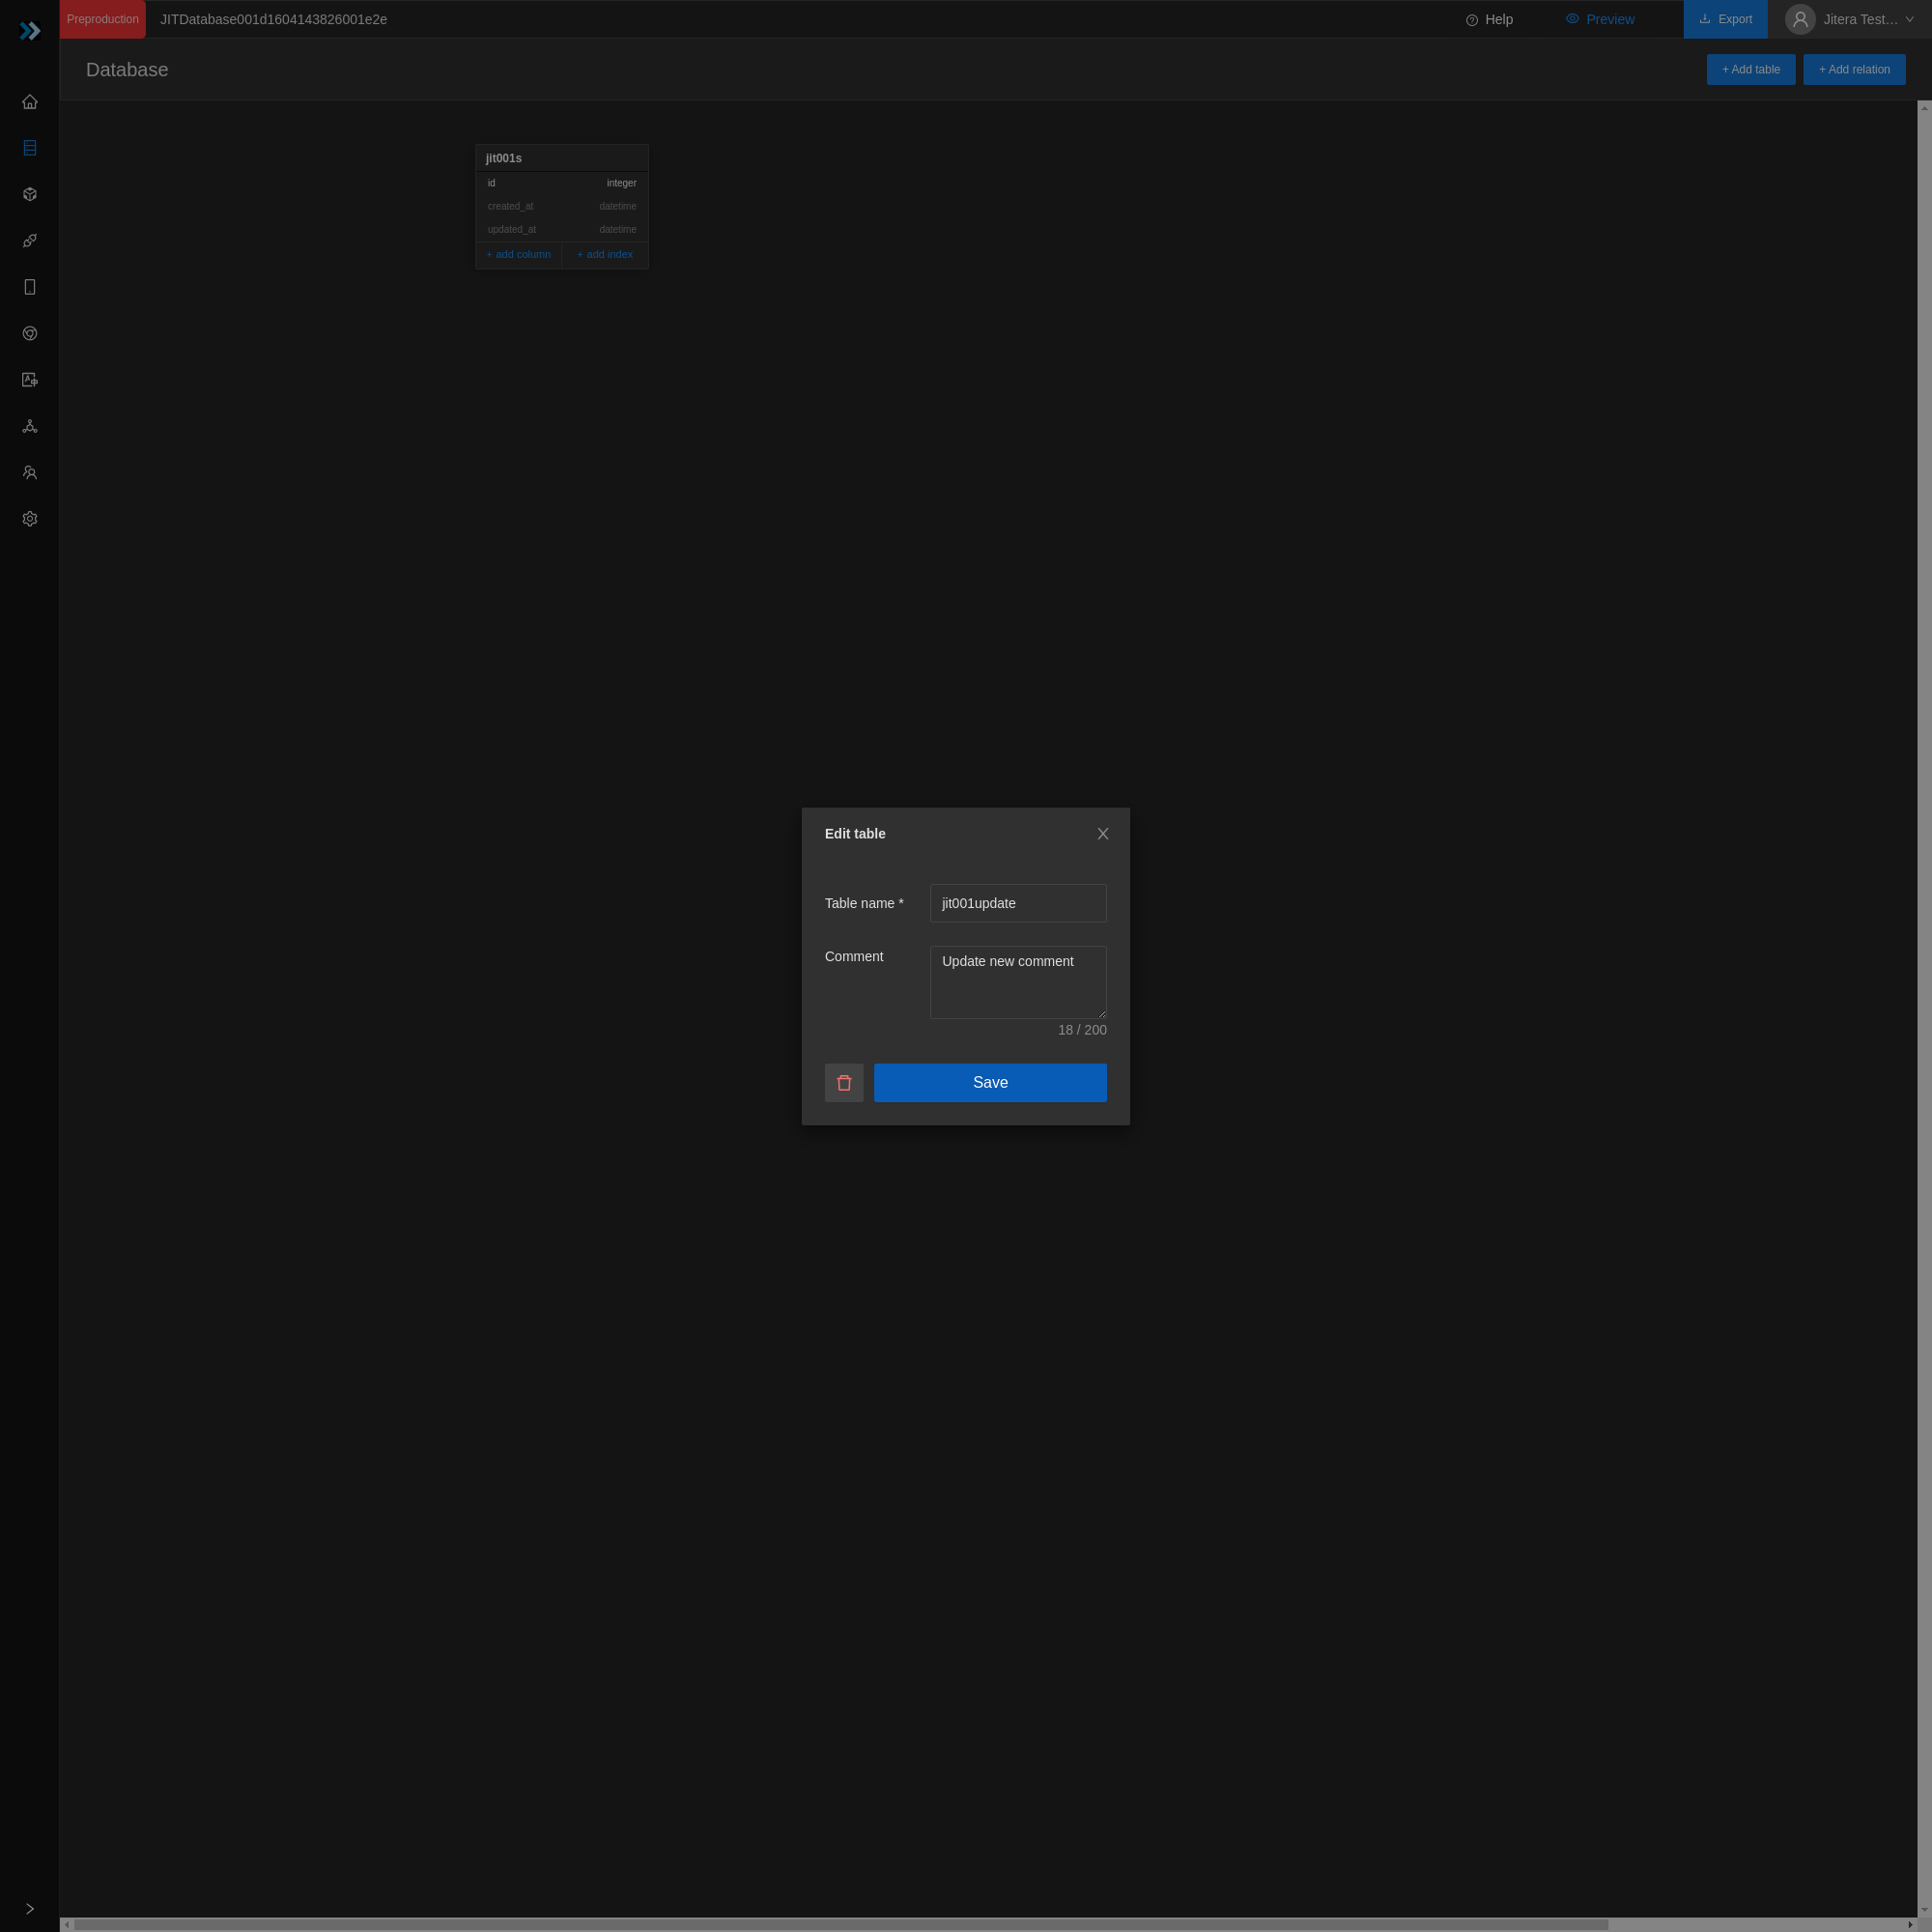 Preproduction JITDatabase001d1604143826001e2e Help Preview Export Jitera Test...
Database + Add table + Add relation
jit001s
id integer
created_at datetime
updated_at datetime
+ add column + add index
Edit table
Table name * jit001update
Comment Update new comment
18 / 200
Save